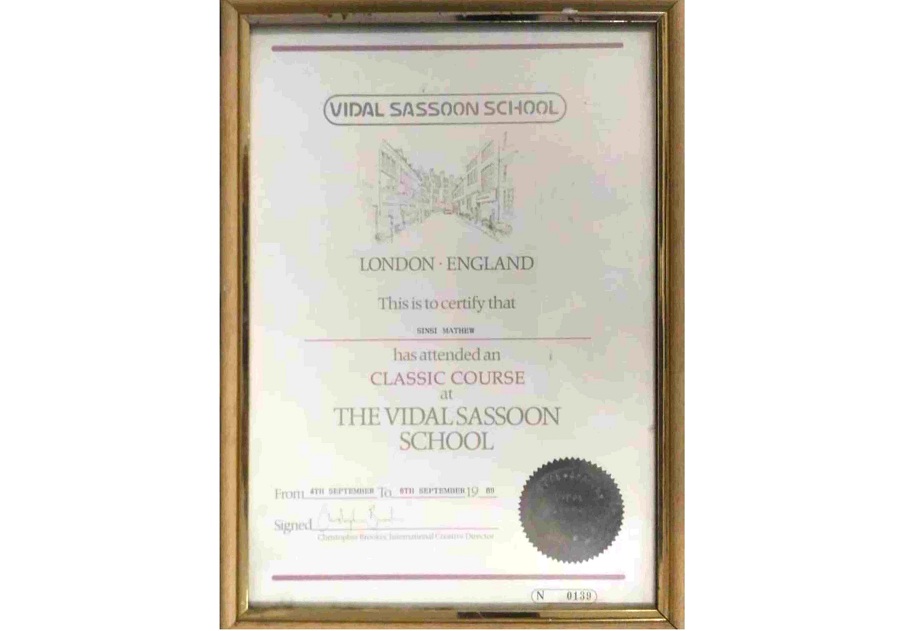 VIDAL SASSOON SCHOOL
LONDON · ENGLAND
This is to certify that
SINSI MATHEW
has attended an
CLASSIC COURSE
at
THE VIDAL SASSOON
SCHOOL
From 4TH SEPTEMBER To 8TH SEPTEMBER 19 89
Signed
Christopher Brooker, International Creative Director
N 0139